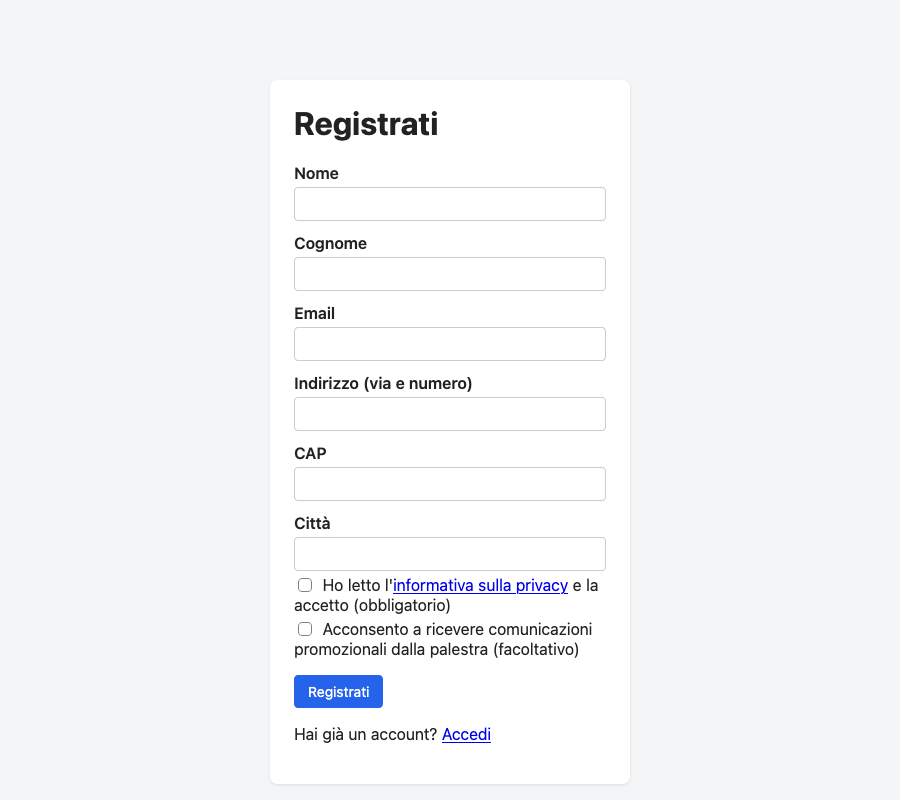 Registrati
Nome
Cognome
Email
Indirizzo (via e numero)
CAP
Città
Ho letto l'informativa sulla privacy e la
accetto (obbligatorio)
Acconsento a ricevere comunicazioni
promozionali dalla palestra (facoltativo)
Registrati
Hai già un account? Accedi